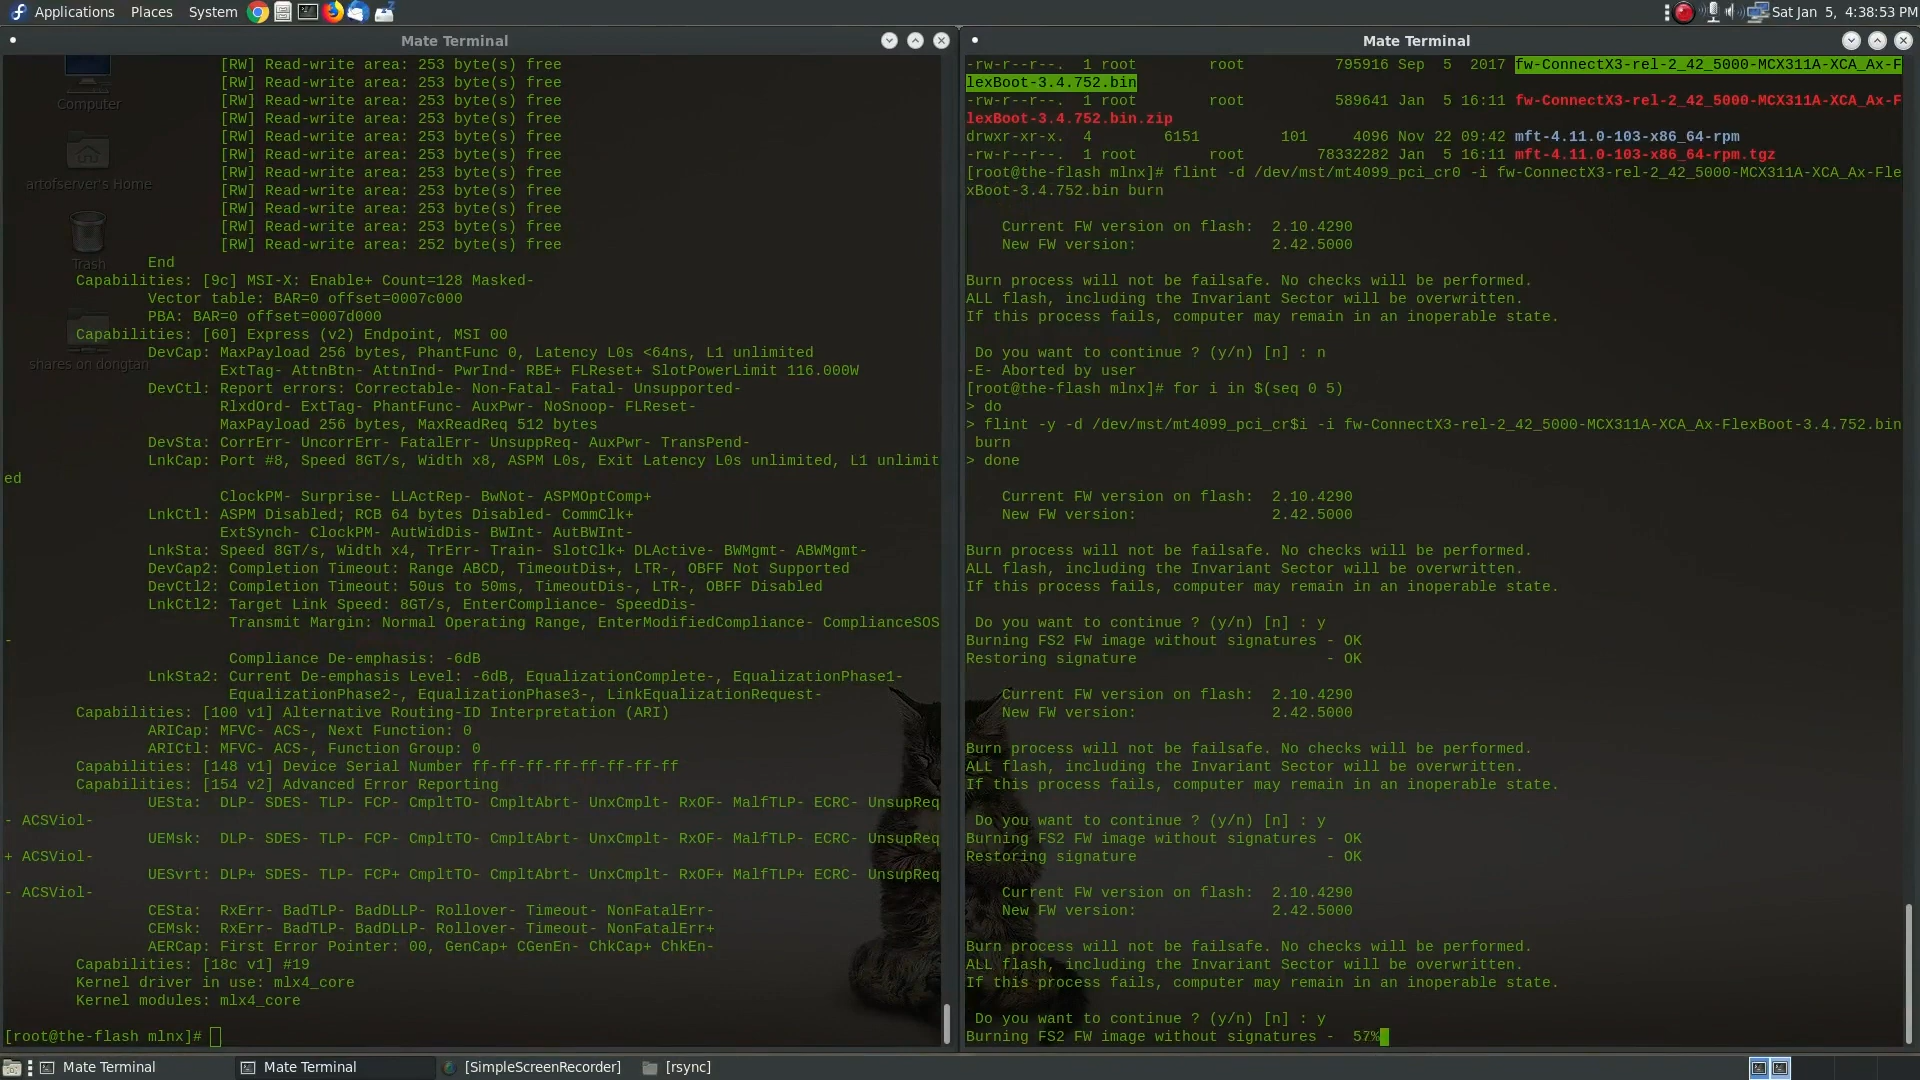 Applications Places System
Sat Jan 5, 4:38:53 PM
Mate Terminal
Computer
artofserver's Home
Trash
shares on dongtan
[RW] Read-write area: 253 byte(s) free
[RW] Read-write area: 253 byte(s) free
[RW] Read-write area: 253 byte(s) free
[RW] Read-write area: 253 byte(s) free
[RW] Read-write area: 253 byte(s) free
[RW] Read-write area: 253 byte(s) free
[RW] Read-write area: 253 byte(s) free
[RW] Read-write area: 253 byte(s) free
[RW] Read-write area: 253 byte(s) free
[RW] Read-write area: 253 byte(s) free
[RW] Read-write area: 252 byte(s) free
End
Capabilities: [9c] MSI-X: Enable+ Count=128 Masked-
Vector table: BAR=0 offset=0007c000
PBA: BAR=0 offset=0007d000
Capabilities: [60] Express (v2) Endpoint, MSI 00
DevCap: MaxPayload 256 bytes, PhantFunc 0, Latency L0s <64ns, L1 unlimited
ExtTag- AttnBtn- AttnInd- PwrInd- RBE+ FLReset+ SlotPowerLimit 116.000W
DevCtl: Report errors: Correctable- Non-Fatal- Fatal- Unsupported-
RlxdOrd- ExtTag- PhantFunc- AuxPwr- NoSnoop- FLReset-
MaxPayload 256 bytes, MaxReadReq 512 bytes
DevSta: CorrErr- UncorrErr- FatalErr- UnsuppReq- AuxPwr- TransPend-
LnkCap: Port #8, Speed 8GT/s, Width x8, ASPM L0s, Exit Latency L0s unlimited, L1 unlimit
ed
ClockPM- Surprise- LLActRep- BwNot- ASPMOptComp+
LnkCtl: ASPM Disabled; RCB 64 bytes Disabled- CommClk+
ExtSynch- ClockPM- AutWidDis- BWInt- AutBWInt-
LnkSta: Speed 8GT/s, Width x4, TrErr- Train- SlotClk+ DLActive- BWMgmt- ABWMgmt-
DevCap2: Completion Timeout: Range ABCD, TimeoutDis+, LTR-, OBFF Not Supported
DevCtl2: Completion Timeout: 50us to 50ms, TimeoutDis-, LTR-, OBFF Disabled
LnkCtl2: Target Link Speed: 8GT/s, EnterCompliance- SpeedDis-
Transmit Margin: Normal Operating Range, EnterModifiedCompliance- ComplianceSOS
-
Compliance De-emphasis: -6dB
LnkSta2: Current De-emphasis Level: -6dB, EqualizationComplete-, EqualizationPhase1-
EqualizationPhase2-, EqualizationPhase3-, LinkEqualizationRequest-
Capabilities: [100 v1] Alternative Routing-ID Interpretation (ARI)
ARICap: MFVC- ACS-, Next Function: 0
ARICtl: MFVC- ACS-, Function Group: 0
Capabilities: [148 v1] Device Serial Number ff-ff-ff-ff-ff-ff-ff-ff
Capabilities: [154 v2] Advanced Error Reporting
UESta: DLP- SDES- TLP- FCP- CmpltTO- CmpltAbrt- UnxCmplt- RxOF- MalfTLP- ECRC- UnsupReq
- ACSViol-
UEMsk: DLP- SDES- TLP- FCP- CmpltTO- CmpltAbrt- UnxCmplt- RxOF- MalfTLP- ECRC- UnsupReq
+ ACSViol-
UESvrt: DLP+ SDES- TLP- FCP+ CmpltTO- CmpltAbrt- UnxCmplt- RxOF+ MalfTLP+ ECRC- UnsupReq
- ACSViol-
CESta: RxErr- BadTLP- BadDLLP- Rollover- Timeout- NonFatalErr-
CEMsk: RxErr- BadTLP- BadDLLP- Rollover- Timeout- NonFatalErr+
AERCap: First Error Pointer: 00, GenCap+ CGenEn- ChkCap+ ChkEn-
Capabilities: [18c v1] #19
Kernel driver in use: mlx4_core
Kernel modules: mlx4_core
[root@the-flash mlnx]#
Mate Terminal
-rw-r--r--. 1 root root 795916 Sep 5 2017 fw-ConnectX3-rel-2_42_5000-MCX311A-XCA_Ax-F
lexBoot-3.4.752.bin
-rw-r--r--. 1 root root 589641 Jan 5 16:11 fw-ConnectX3-rel-2_42_5000-MCX311A-XCA_Ax-F
lexBoot-3.4.752.bin.zip
drwxr-xr-x. 4 6151 101 4096 Nov 22 09:42 mft-4.11.0-103-x86_64-rpm
-rw-r--r--. 1 root root 78332282 Jan 5 16:11 mft-4.11.0-103-x86_64-rpm.tgz
[root@the-flash mlnx]# flint -d /dev/mst/mt4099_pci_cr0 -i fw-ConnectX3-rel-2_42_5000-MCX311A-XCA_Ax-Fle
xBoot-3.4.752.bin burn
Current FW version on flash: 2.10.4290
New FW version: 2.42.5000
Burn process will not be failsafe. No checks will be performed.
ALL flash, including the Invariant Sector will be overwritten.
If this process fails, computer may remain in an inoperable state.
Do you want to continue ? (y/n) [n] : n
-E- Aborted by user
[root@the-flash mlnx]# for i in $(seq 0 5)
> do
> flint -y -d /dev/mst/mt4099_pci_cr$i -i fw-ConnectX3-rel-2_42_5000-MCX311A-XCA_Ax-FlexBoot-3.4.752.bin
burn
> done
Current FW version on flash: 2.10.4290
New FW version: 2.42.5000
Burn process will not be failsafe. No checks will be performed.
ALL flash, including the Invariant Sector will be overwritten.
If this process fails, computer may remain in an inoperable state.
Do you want to continue ? (y/n) [n] : y
Burning FS2 FW image without signatures - OK
Restoring signature - OK
Current FW version on flash: 2.10.4290
New FW version: 2.42.5000
Burn process will not be failsafe. No checks will be performed.
ALL flash, including the Invariant Sector will be overwritten.
If this process fails, computer may remain in an inoperable state.
Do you want to continue ? (y/n) [n] : y
Burning FS2 FW image without signatures - OK
Restoring signature - OK
Current FW version on flash: 2.10.4290
New FW version: 2.42.5000
Burn process will not be failsafe. No checks will be performed.
ALL flash, including the Invariant Sector will be overwritten.
If this process fails, computer may remain in an inoperable state.
Do you want to continue ? (y/n) [n] : y
Burning FS2 FW image without signatures - 57%
Mate Terminal
Mate Terminal
[SimpleScreenRecorder]
[rsync]